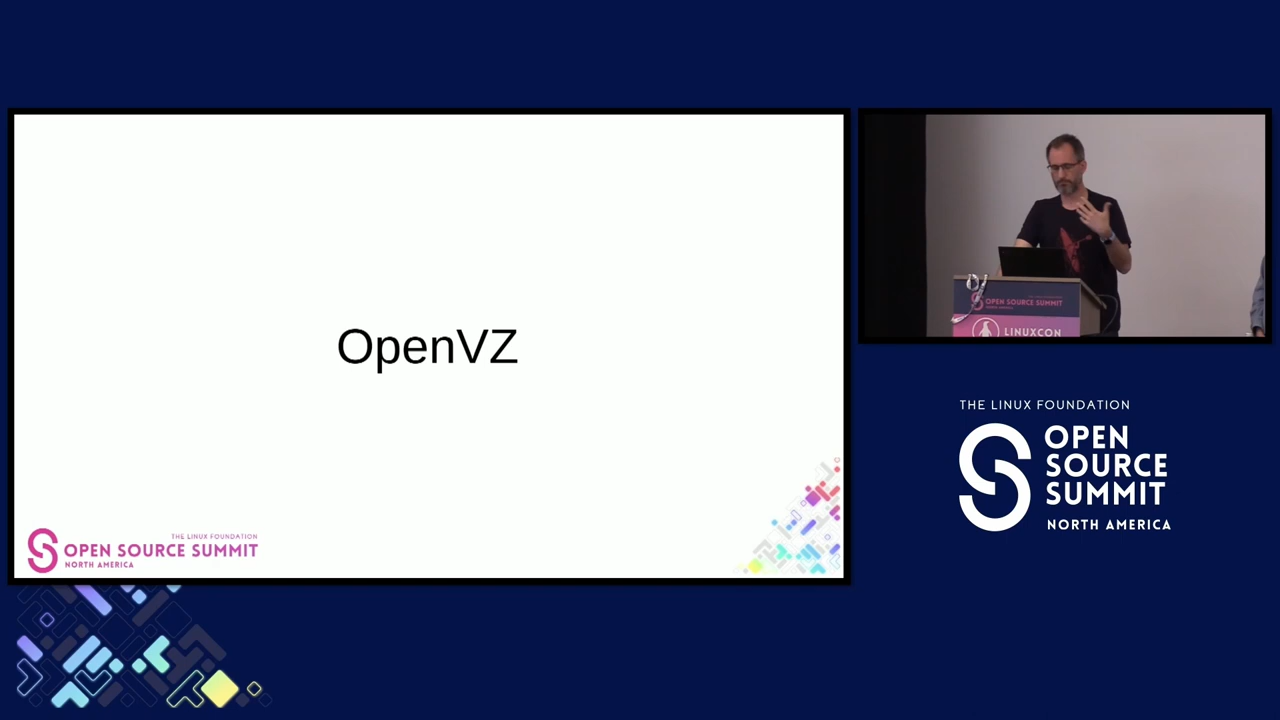 OpenVZ
THE LINUX FOUNDATION
OPEN SOURCE SUMMIT
NORTH AMERICA
OPEN SOURCE SUMMIT
LINUXCON
THE LINUX FOUNDATION
OPEN
SOURCE
SUMMIT
NORTH AMERICA